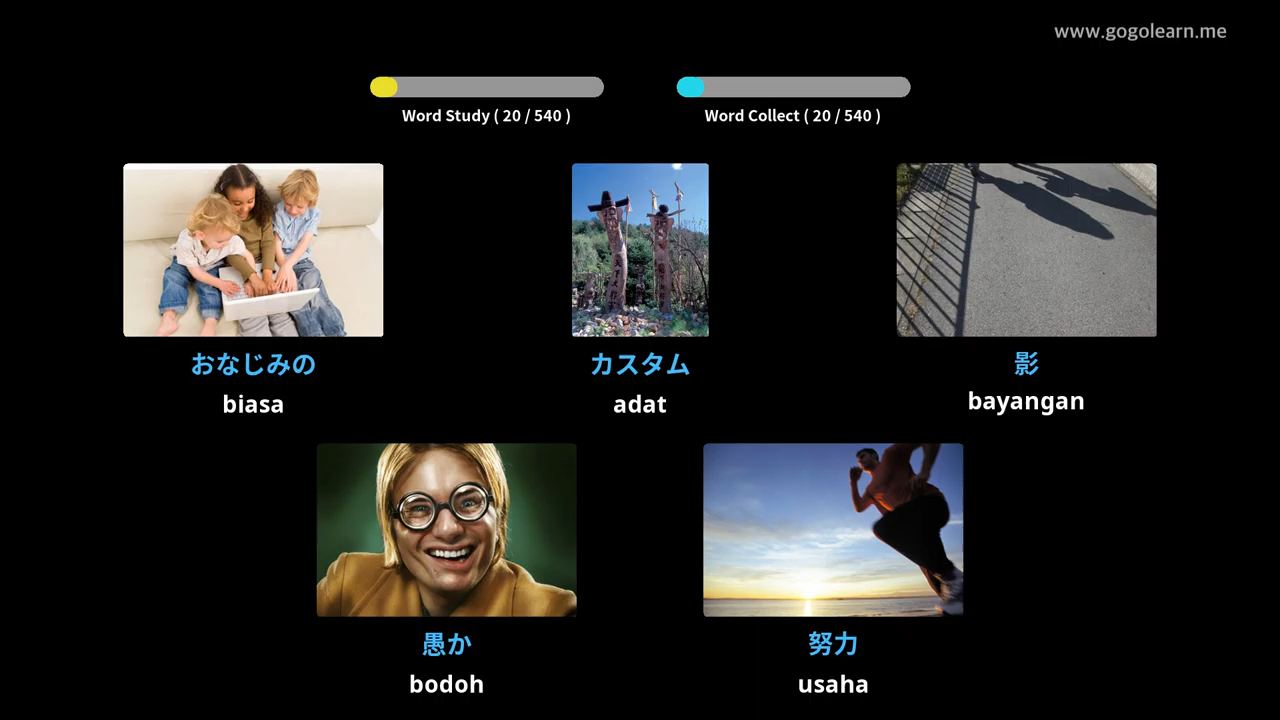 www.gogolearn.me
Word Study ( 20 / 540 )
Word Collect ( 20 / 540 )
おなじみの
biasa
カスタム
adat
影
bayangan
愚か
bodoh
努力
usaha